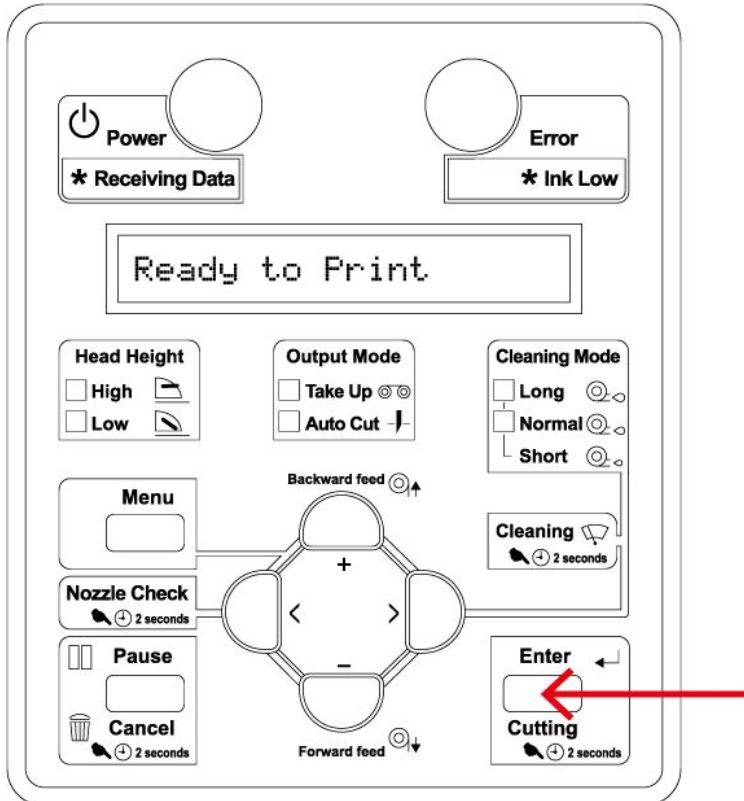 Power
* Receiving Data
Error
* Ink Low
Ready to Print
Head Height
High
Low
Output Mode
Take Up
Auto Cut
Cleaning Mode
Long
Normal
Short
Backward feed
Menu
+
Cleaning
2 seconds
Nozzle Check
2 seconds
< >
−
Pause
Cancel
2 seconds
Forward feed
Enter
Cutting
2 seconds